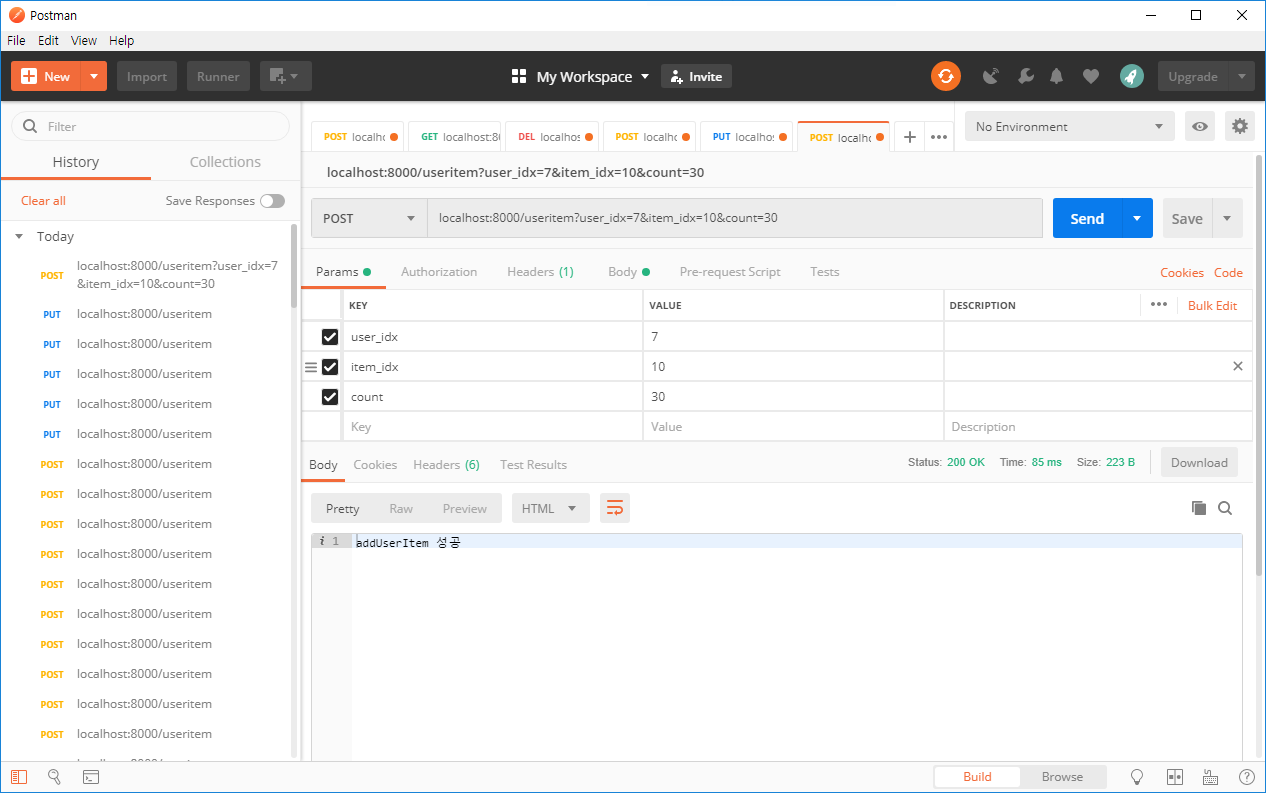 Postman
File Edit View Help
New Import Runner My Workspace Invite Upgrade
Filter
History Collections
Clear all Save Responses
Today
POST localhost:8000/useritem?user_idx=7
&item_idx=10&count=30
PUT localhost:8000/useritem
PUT localhost:8000/useritem
PUT localhost:8000/useritem
PUT localhost:8000/useritem
PUT localhost:8000/useritem
POST localhost:8000/useritem
POST localhost:8000/useritem
POST localhost:8000/useritem
POST localhost:8000/useritem
POST localhost:8000/useritem
POST localhost:8000/useritem
POST localhost:8000/useritem
POST localhost:8000/useritem
POST localhost:8000/useritem
POST localhost:8000/useritem
POST localhc GET localhost:8( DEL localhos POST localhc PUT localhos POST localhc
No Environment
localhost:8000/useritem?user_idx=7&item_idx=10&count=30
POST localhost:8000/useritem?user_idx=7&item_idx=10&count=30 Send Save
Params Authorization Headers (1) Body Pre-request Script Tests Cookies Code
KEY VALUE DESCRIPTION Bulk Edit
user_idx 7
item_idx 10
count 30
Key Value Description
Body Cookies Headers (6) Test Results Status: 200 OK Time: 85 ms Size: 223 B Download
Pretty Raw Preview HTML
i 1 addUserItem 성공
Build Browse